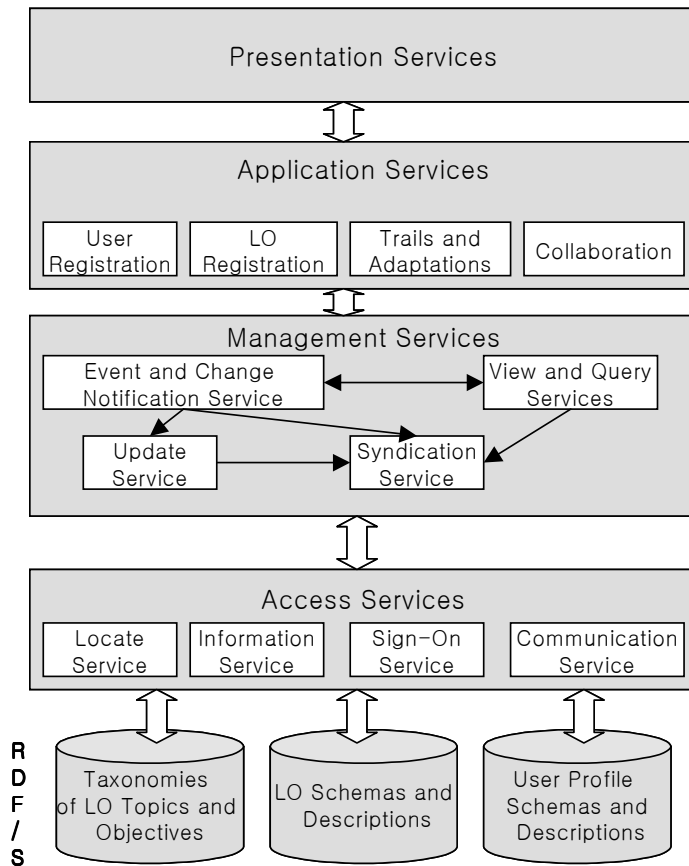 Presentation Services
Application Services
User
Registration
LO
Registration
Trails and
Adaptations
Collaboration
Management Services
Event and Change
Notification Service
View and Query
Services
Update
Service
Syndication
Service
Access Services
Locate
Service
Information
Service
Sign-On
Service
Communication
Service
R
D
F
/
S
Taxonomies
of LO Topics and
Objectives
LO Schemas and
Descriptions
User Profile
Schemas and
Descriptions